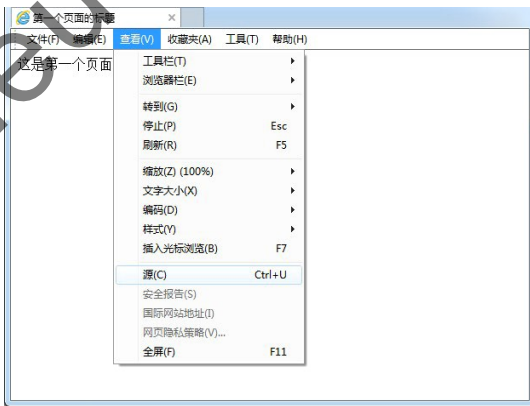 第一个页面的标题 ×
文件(F) 编辑(E) 查看(V) 收藏夹(A) 工具(T) 帮助(H)
这是第一个页面
工具栏(T)
浏览器栏(E)
转到(G)
停止(P) Esc
刷新(R) F5
缩放(Z) (100%)
文字大小(X)
编码(D)
样式(Y)
插入光标浏览(B) F7
源(C) Ctrl+U
安全报告(S)
国际网站地址(I)
网页隐私策略(V)...
全屏(F) F11